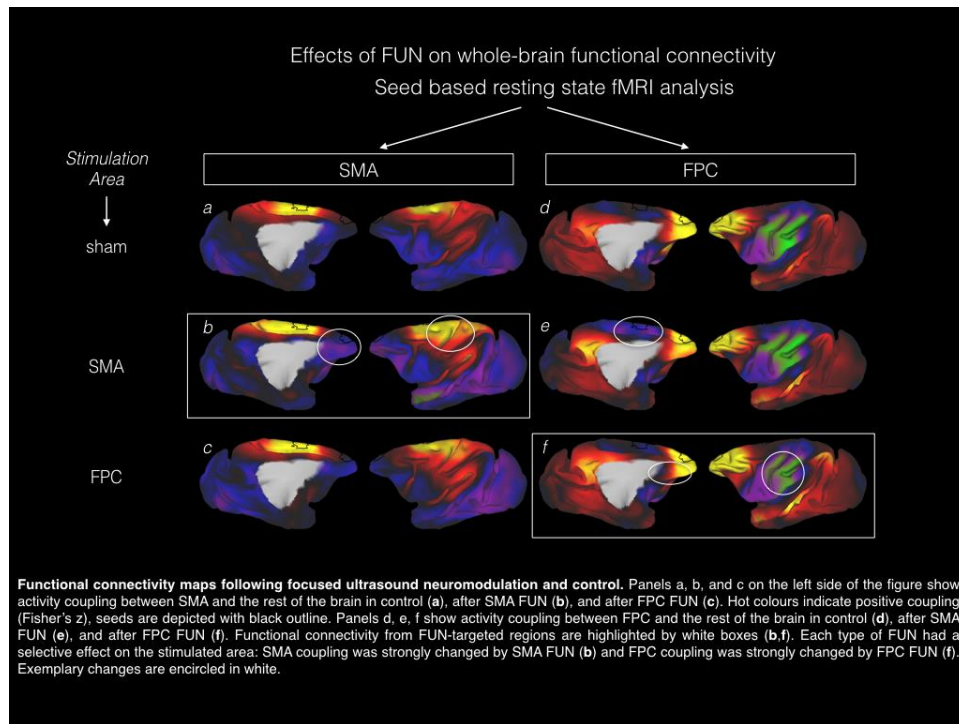 Effects of FUN on whole-brain functional connectivity
Seed based resting state fMRI analysis
Stimulation
Area
SMA
FPC
a
d
sham
b
e
SMA
c
f
FPC
Functional connectivity maps following focused ultrasound neuromodulation and control. Panels a, b, and c on the left side of the figure show
activity coupling between SMA and the rest of the brain in control (a), after SMA FUN (b), and after FPC FUN (c). Hot colours indicate positive coupling
(Fisher's z), seeds are depicted with black outline. Panels d, e, f show activity coupling between FPC and the rest of the brain in control (d), after SMA
FUN (e), and after FPC FUN (f). Functional connectivity from FUN-targeted regions are highlighted by white boxes (b,f). Each type of FUN had a
selective effect on the stimulated area: SMA coupling was strongly changed by SMA FUN (b) and FPC coupling was strongly changed by FPC FUN (f).
Exemplary changes are encircled in white.